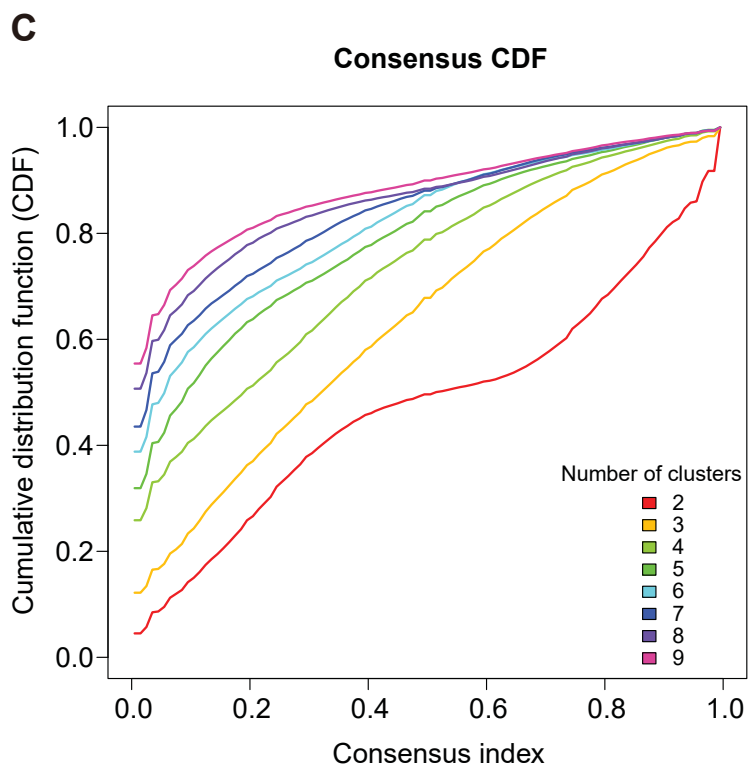 C
Consensus CDF
Cumulative distribution function (CDF)
1.0
0.8
0.6
0.4
0.2
0.0
0.0 0.2 0.4 0.6 0.8 1.0
Consensus index
Number of clusters
2
3
4
5
6
7
8
9